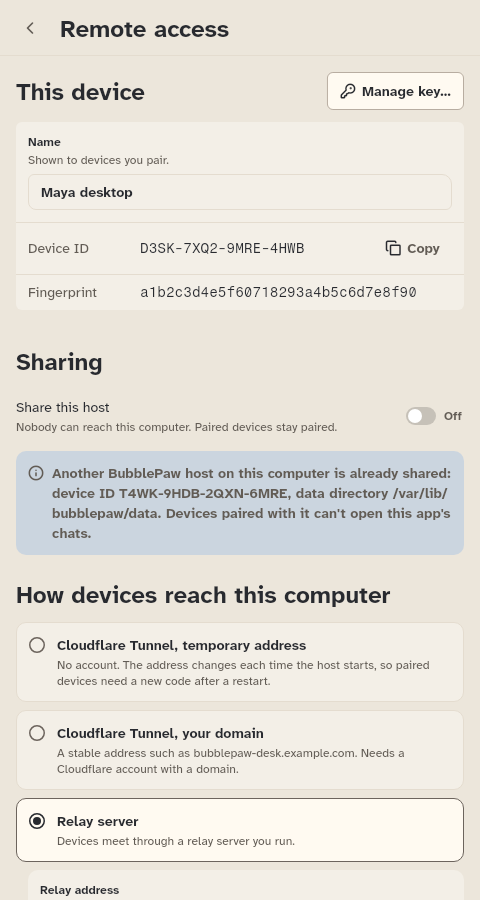 Remote access
This device
Manage key...
Name
Shown to devices you pair.
Maya desktop
Device ID
D3SK-7XQ2-9MRE-4HWB
Copy
Fingerprint
a1b2c3d4e5f60718293a4b5c6d7e8f90
Sharing
Share this host
Nobody can reach this computer. Paired devices stay paired.
Off
Another BubblePaw host on this computer is already shared:
device ID T4WK-9HDB-2QXN-6MRE, data directory /var/lib/
bubblepaw/data. Devices paired with it can't open this app's
chats.
How devices reach this computer
Cloudflare Tunnel, temporary address
No account. The address changes each time the host starts, so paired
devices need a new code after a restart.
Cloudflare Tunnel, your domain
A stable address such as bubblepaw-desk.example.com. Needs a
Cloudflare account with a domain.
Relay server
Devices meet through a relay server you run.
Relay address